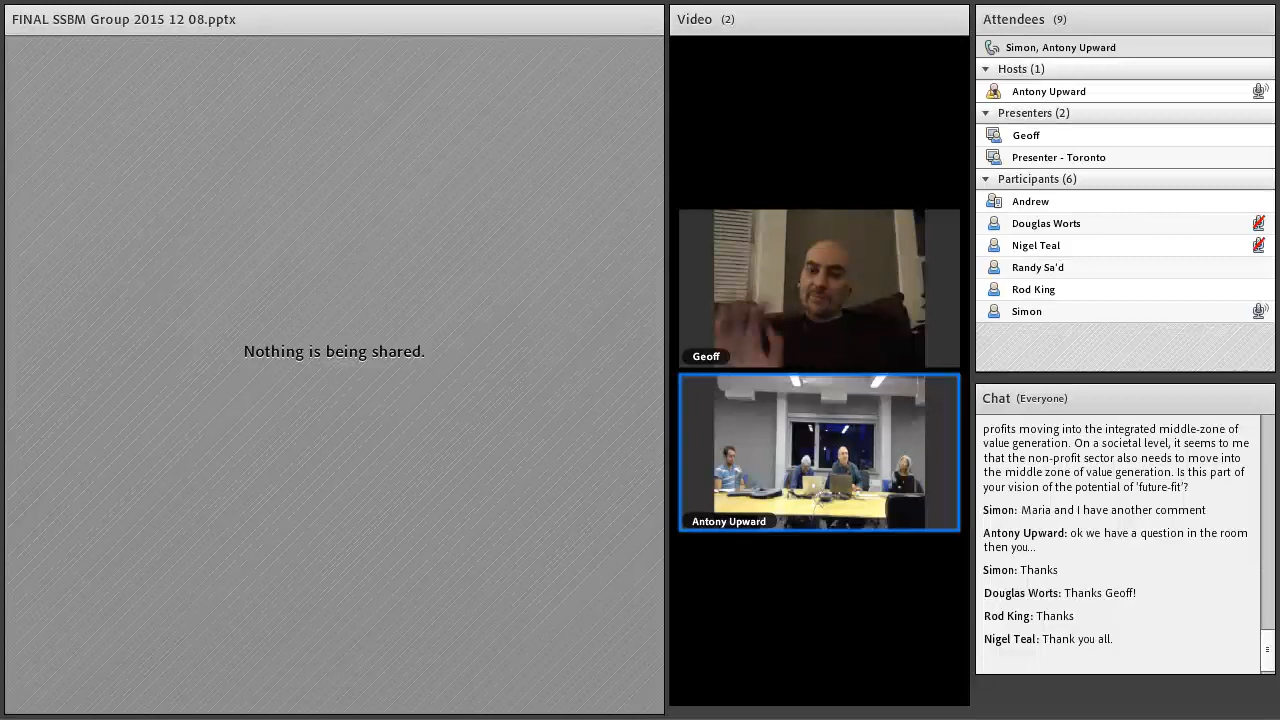 FINAL SSBM Group 2015 12 08.pptx
Nothing is being shared.
Video (2)
Geoff
Antony Upward
Attendees (9)
Simon, Antony Upward
Hosts (1)
Antony Upward
Presenters (2)
Geoff
Presenter - Toronto
Participants (6)
Andrew
Douglas Worts
Nigel Teal
Randy Sa'd
Rod King
Simon
Chat (Everyone)
profits moving into the integrated middle-zone of
value generation. On a societal level, it seems to me
that the non-profit sector also needs to move into
the middle zone of value generation. Is this part of
your vision of the potential of 'future-fit'?
Simon: Maria and I have another comment
Antony Upward: ok we have a question in the room
then you...
Simon: Thanks
Douglas Worts: Thanks Geoff!
Rod King: Thanks
Nigel Teal: Thank you all.